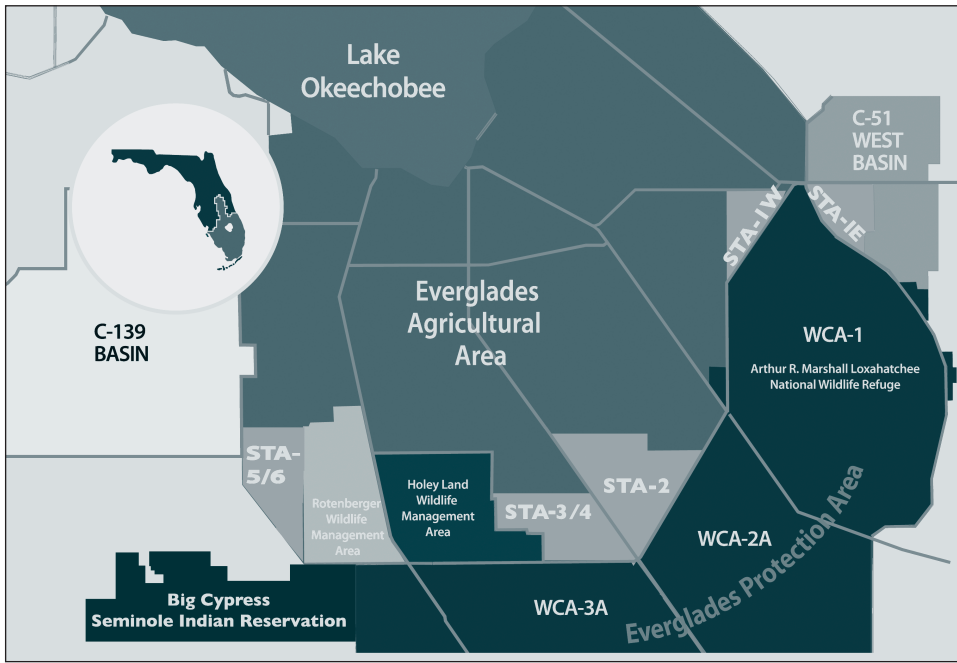 Lake
Okeechobee
C-51
WEST
BASIN
STA-1W
STA-IE
Everglades
Agricultural
Area
C-139
BASIN
WCA-1
Arthur R. Marshall Loxahatchee
National Wildlife Refuge
STA-
5/6
Rotenberger
Wildlife
Management
Area
Holey Land
Wildlife
Management
Area
STA-3/4
STA-2
WCA-2A
Everglades Protection Area
Big Cypress
Seminole Indian Reservation
WCA-3A